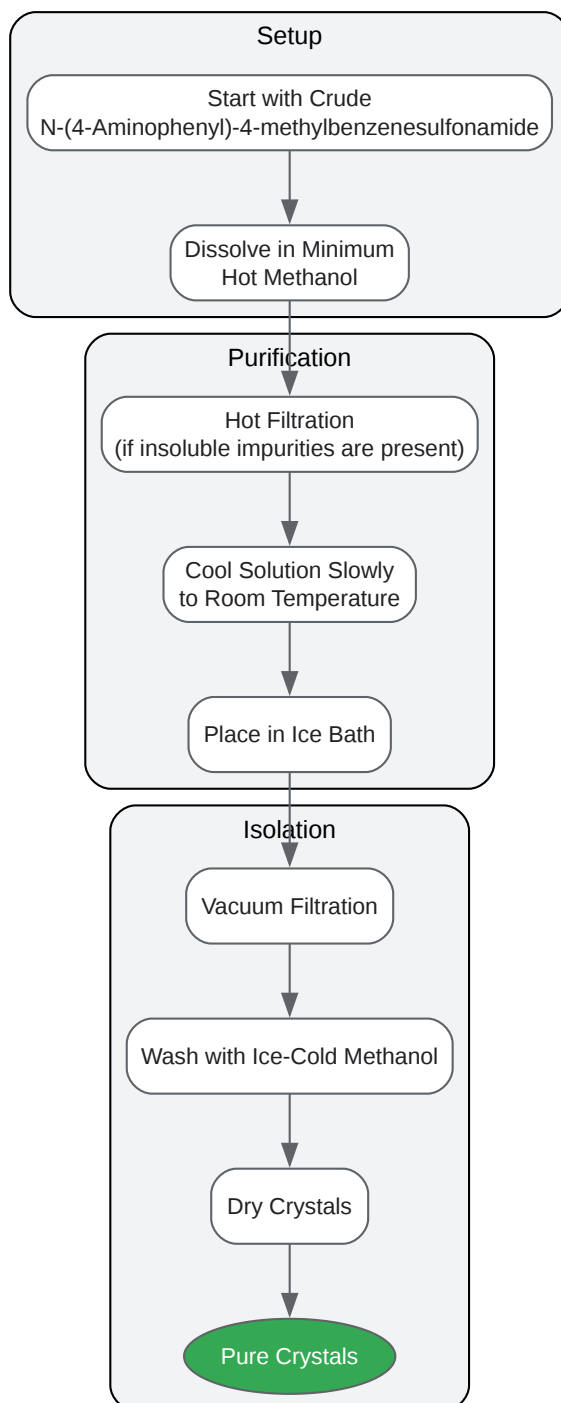 Setup
Start with Crude
N-(4-Aminophenyl)-4-methylbenzenesulfonamide
Dissolve in Minimum
Hot Methanol
Purification
Hot Filtration
(if insoluble impurities are present)
Cool Solution Slowly
to Room Temperature
Place in Ice Bath
Isolation
Vacuum Filtration
Wash with Ice-Cold Methanol
Dry Crystals
Pure Crystals